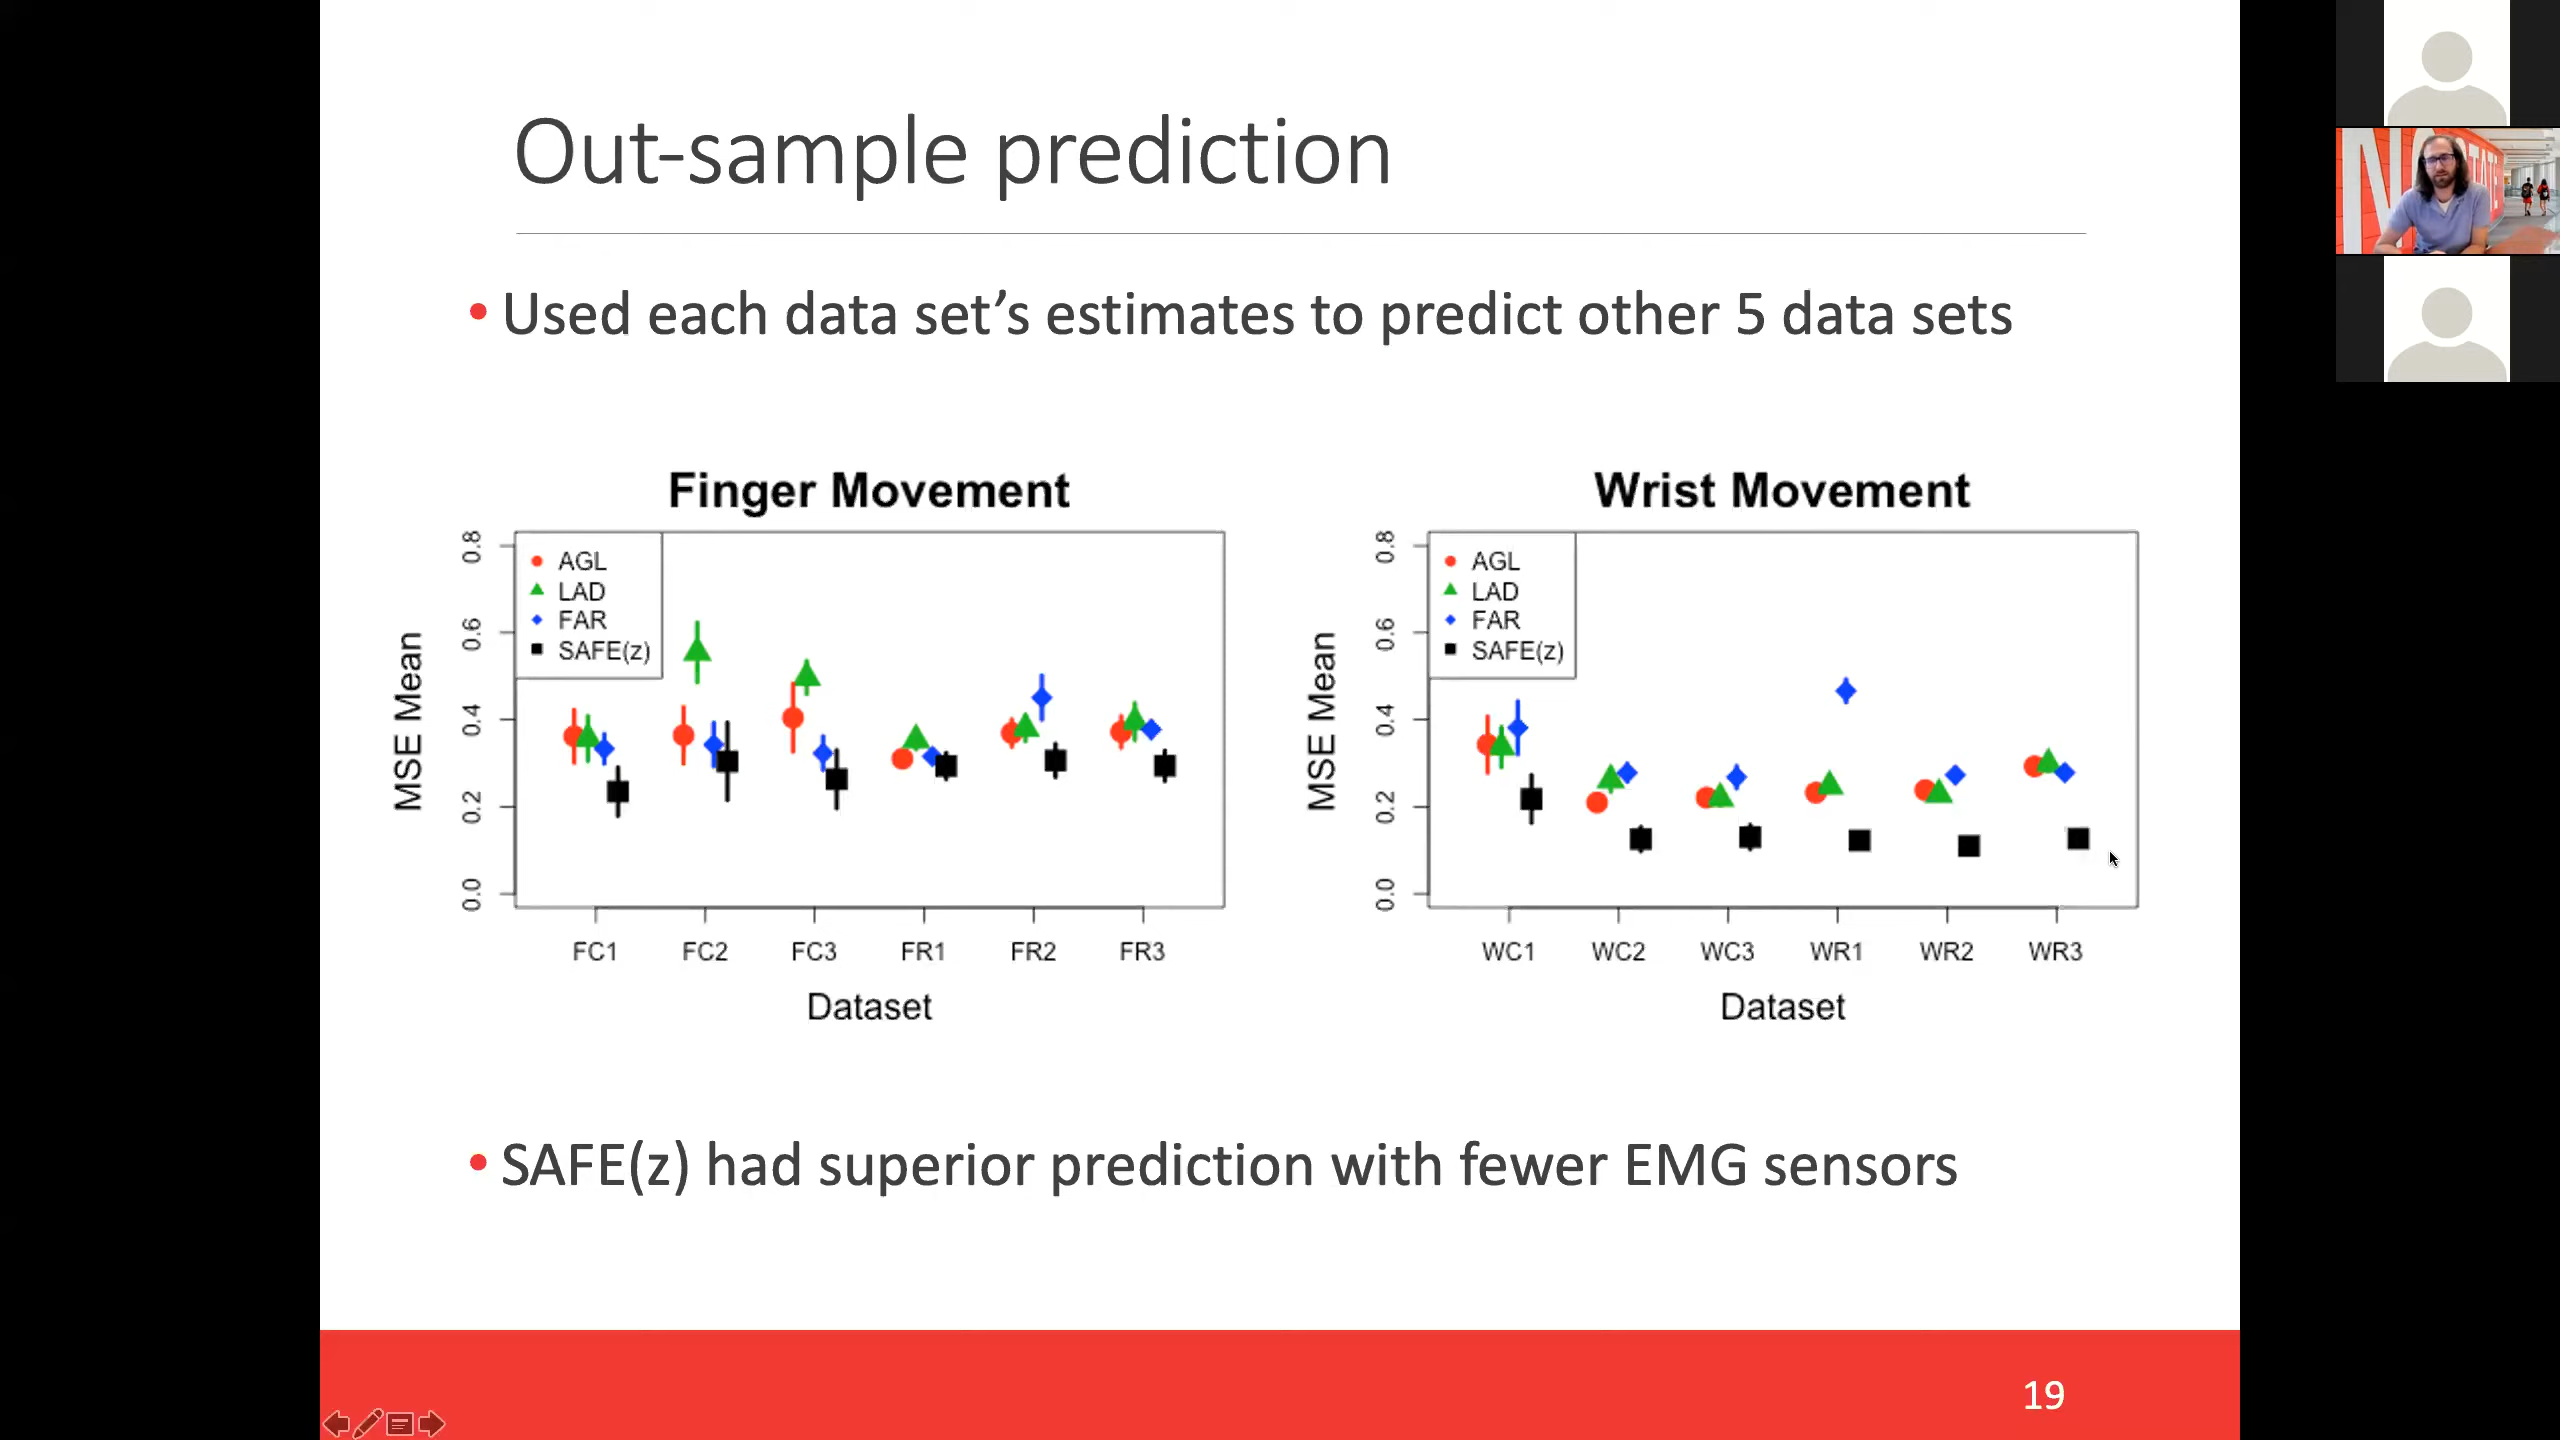 Out-sample prediction
• Used each data set’s estimates to predict other 5 data sets
Finger Movement
AGL
LAD
FAR
SAFE(z)
0.8
0.6
0.4
0.2
0.0
MSE Mean
FC1 FC2 FC3 FR1 FR2 FR3
Dataset
Wrist Movement
AGL
LAD
FAR
SAFE(z)
0.8
0.6
0.4
0.2
0.0
MSE Mean
WC1 WC2 WC3 WR1 WR2 WR3
Dataset
• SAFE(z) had superior prediction with fewer EMG sensors
19